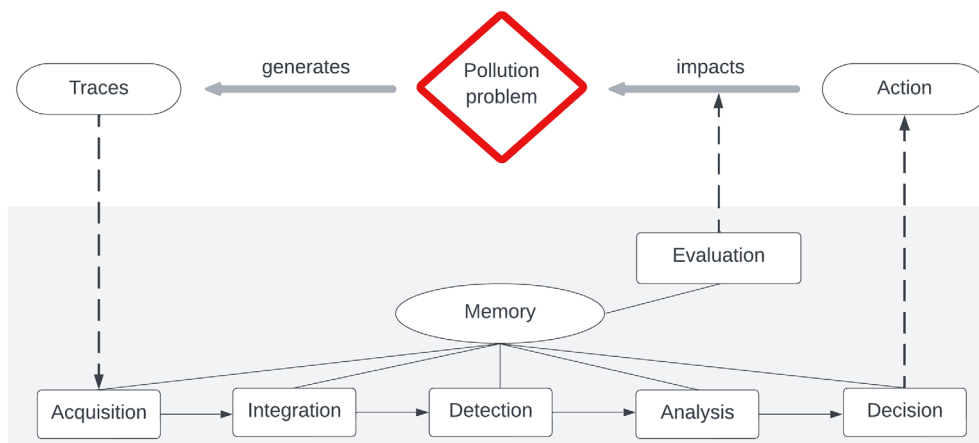 generates
impacts
Traces
Pollution
problem
Action
Evaluation
Memory
Acquisition
Integration
Detection
Analysis
Decision